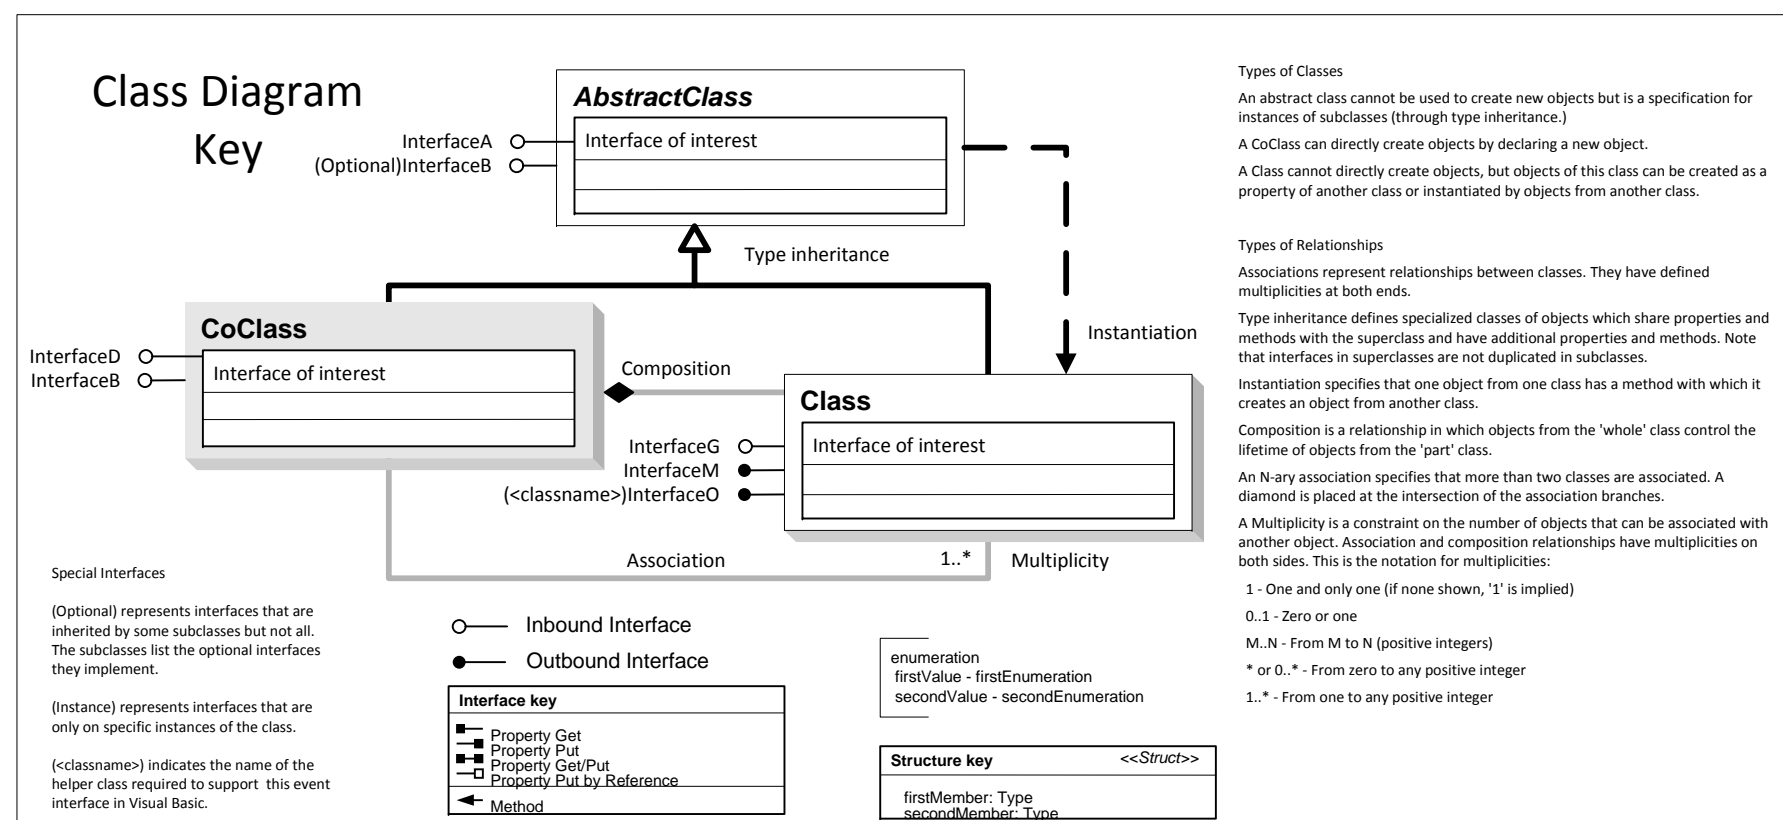 Class Diagram
Key
AbstractClass
Interface of interest
InterfaceA
(Optional)InterfaceB
Type inheritance
Instantiation
CoClass
Interface of interest
InterfaceD
InterfaceB
Composition
Class
Interface of interest
InterfaceG
InterfaceM
(<classname>)InterfaceO
Association
1..*
Multiplicity
Special Interfaces
(Optional) represents interfaces that are
inherited by some subclasses but not all.
The subclasses list the optional interfaces
they implement.
(Instance) represents interfaces that are
only on specific instances of the class.
(<classname>) indicates the name of the
helper class required to support this event
interface in Visual Basic.
Inbound Interface
Outbound Interface
Interface key
Property Get
Property Put
Property Get/Put
Property Put by Reference
Method
enumeration
firstValue - firstEnumeration
secondValue - secondEnumeration
Structure key <<Struct>>
firstMember: Type
secondMember: Type
Types of Classes
An abstract class cannot be used to create new objects but is a specification for
instances of subclasses (through type inheritance.)
A CoClass can directly create objects by declaring a new object.
A Class cannot directly create objects, but objects of this class can be created as a
property of another class or instantiated by objects from another class.
Types of Relationships
Associations represent relationships between classes. They have defined
multiplicities at both ends.
Type inheritance defines specialized classes of objects which share properties and
methods with the superclass and have additional properties and methods. Note
that interfaces in superclasses are not duplicated in subclasses.
Instantiation specifies that one object from one class has a method with which it
creates an object from another class.
Composition is a relationship in which objects from the 'whole' class control the
lifetime of objects from the 'part' class.
An N-ary association specifies that more than two classes are associated. A
diamond is placed at the intersection of the association branches.
A Multiplicity is a constraint on the number of objects that can be associated with
another object. Association and composition relationships have multiplicities on
both sides. This is the notation for multiplicities:
1 - One and only one (if none shown, '1' is implied)
0..1 - Zero or one
M..N - From M to N (positive integers)
* or 0..* - From zero to any positive integer
1..* - From one to any positive integer